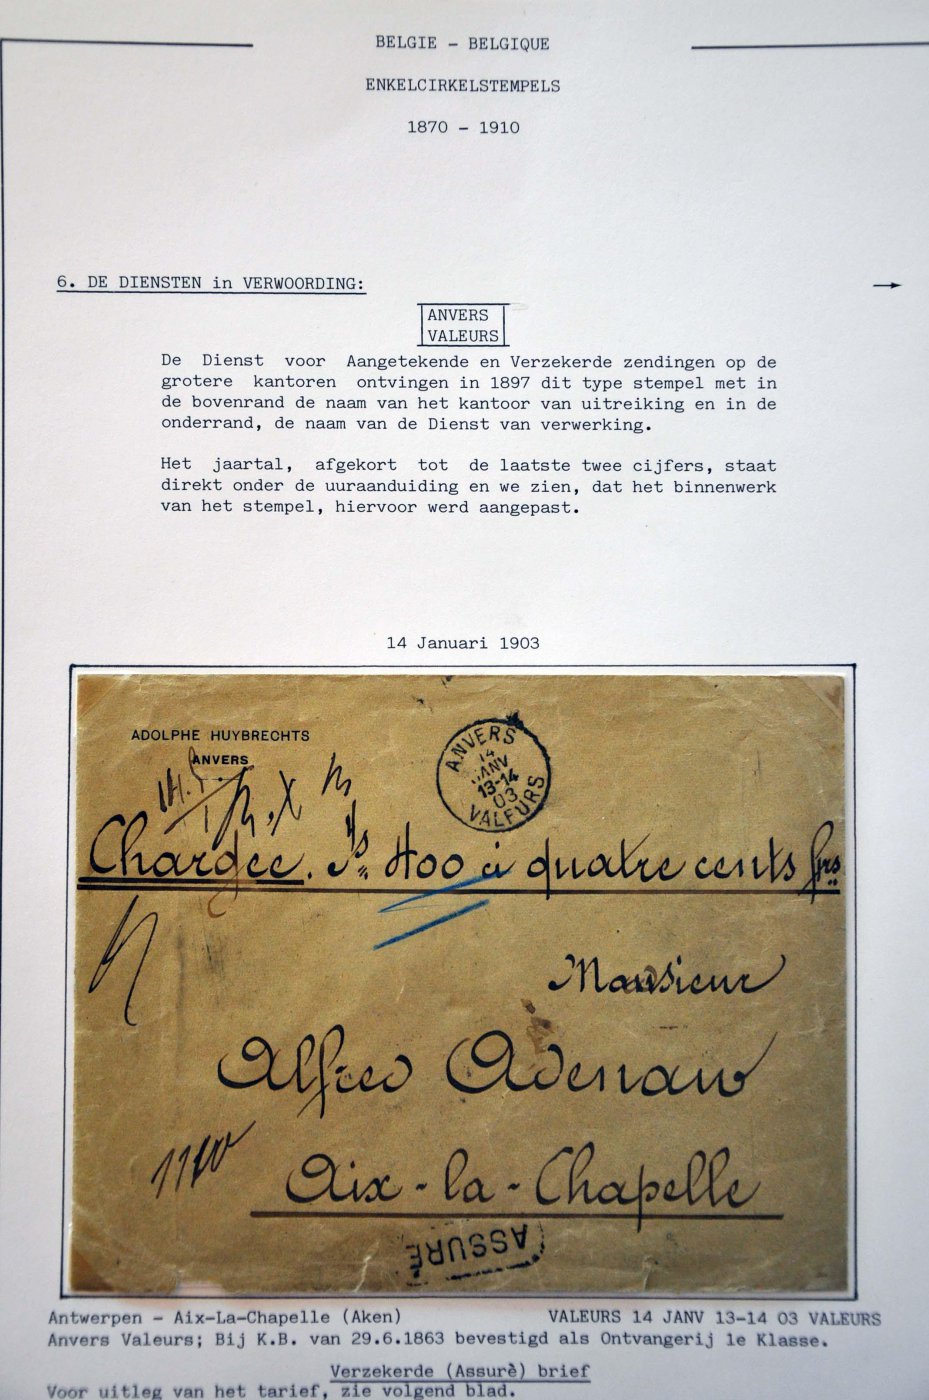 BELGIE - BELGIQUE
ENKELCIRKELSTEMPELS
1870 - 1910
6. DE DIENSTEN in VERWOORDING:
ANVERS
VALEURS
De Dienst voor Aangetekende en Verzekerde zendingen op de
grotere kantoren ontvingen in 1897 dit type stempel met in
de bovenrand de naam van het kantoor van uitreiking en in de
onderrand, de naam van de Dienst van verwerking.
Het jaartal, afgekort tot de laatste twee cijfers, staat
direkt onder de uuraanduiding en we zien, dat het binnenwerk
van het stempel, hiervoor werd aangepast.
14 Januari 1903
ADOLPHE HUYBRECHTS
ANVERS
ANVERS
14
JANV
13-14
03
VALEURS
Chargée. 400 à quatre cents frs
Monsieur
Alfred Adenaw
Aix-la-Chapelle
ASSURÉ
Antwerpen - Aix-La-Chapelle (Aken) VALEURS 14 JANV 13-14 03 VALEURS
Anvers Valeurs; Bij K.B. van 29.6.1863 bevestigd als Ontvangerij 1e Klasse.
Verzekerde (Assurè) brief
Voor uitleg van het tarief, zie volgend blad.